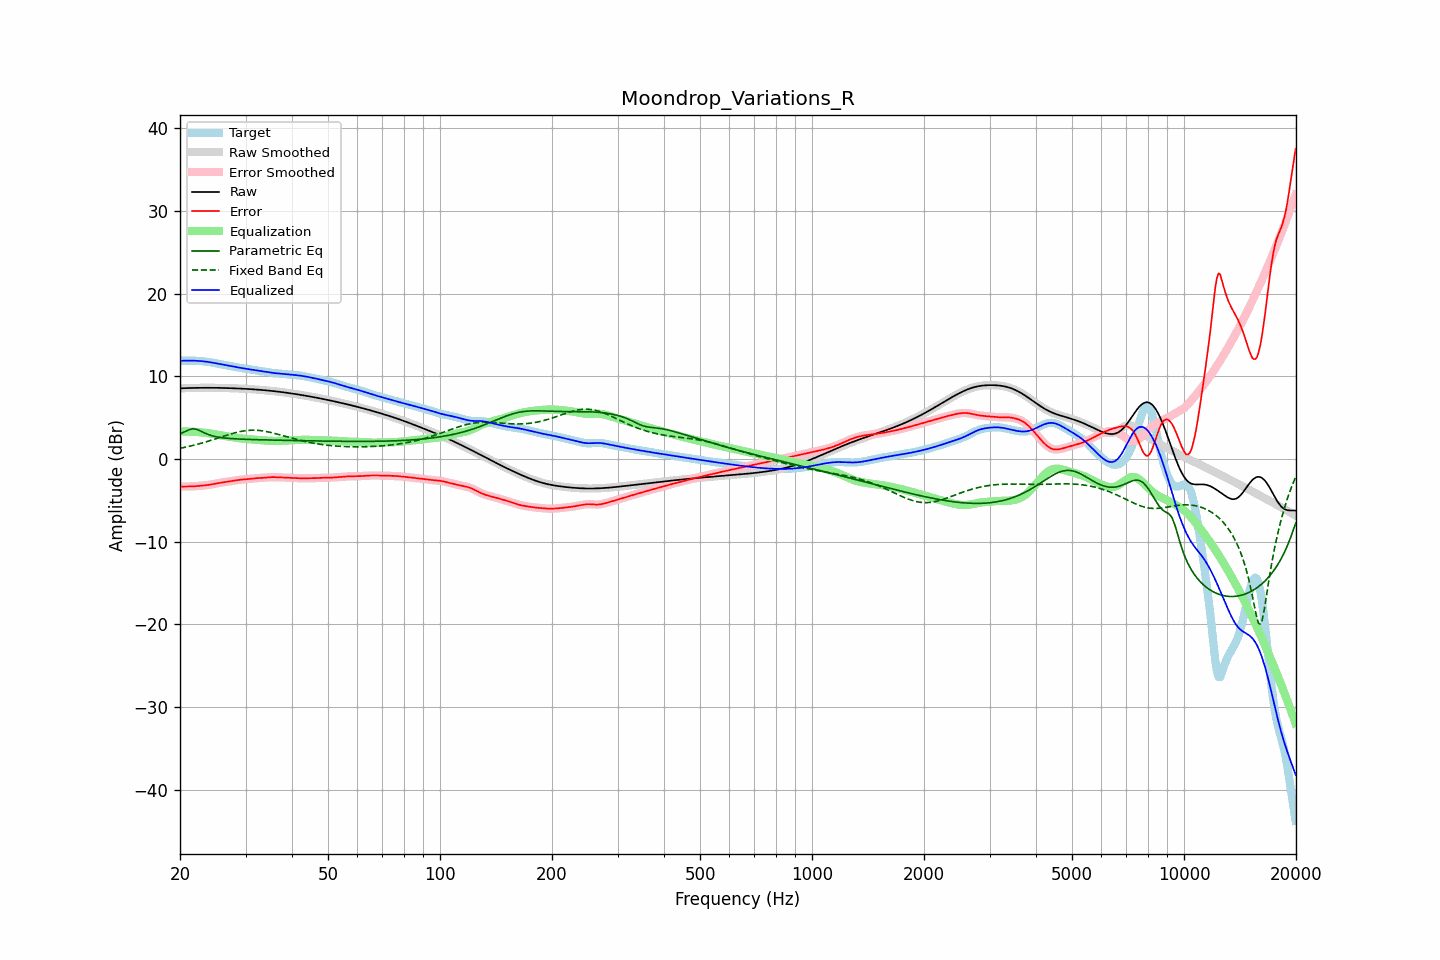 Moondrop_Variations_R
Target
Raw Smoothed
Error Smoothed
Raw
Error
Equalization
Parametric Eq
Fixed Band Eq
Equalized
40
30
20
10
0
−10
−20
−30
−40
Amplitude (dBr)
20
50
100
200
500
1000
2000
5000
10000
20000
Frequency (Hz)